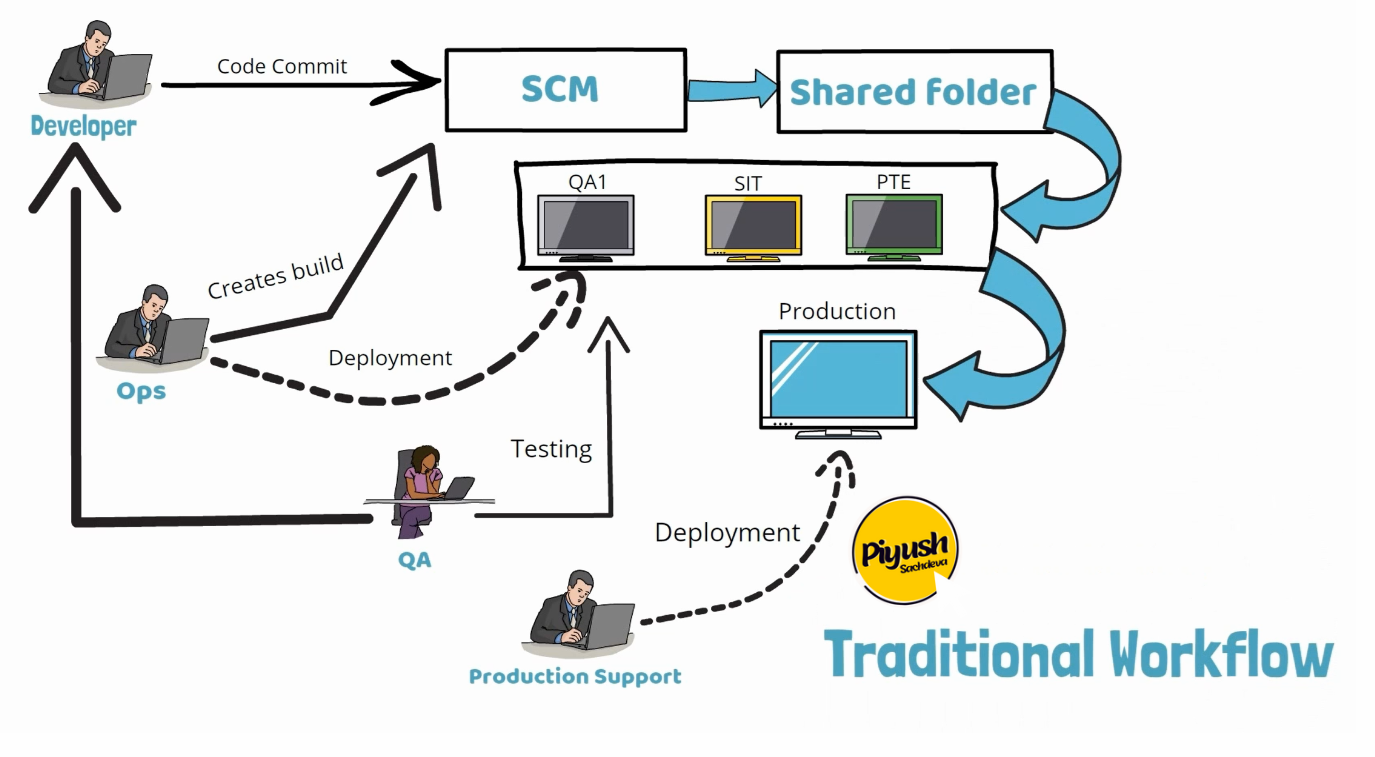 Code Commit
SCM
Shared folder
Developer
QA1
SIT
PTE
Creates build
Production
Deployment
Ops
Testing
Deployment
QA
Piyush
Sachdeva
Production Support
Traditional Workflow